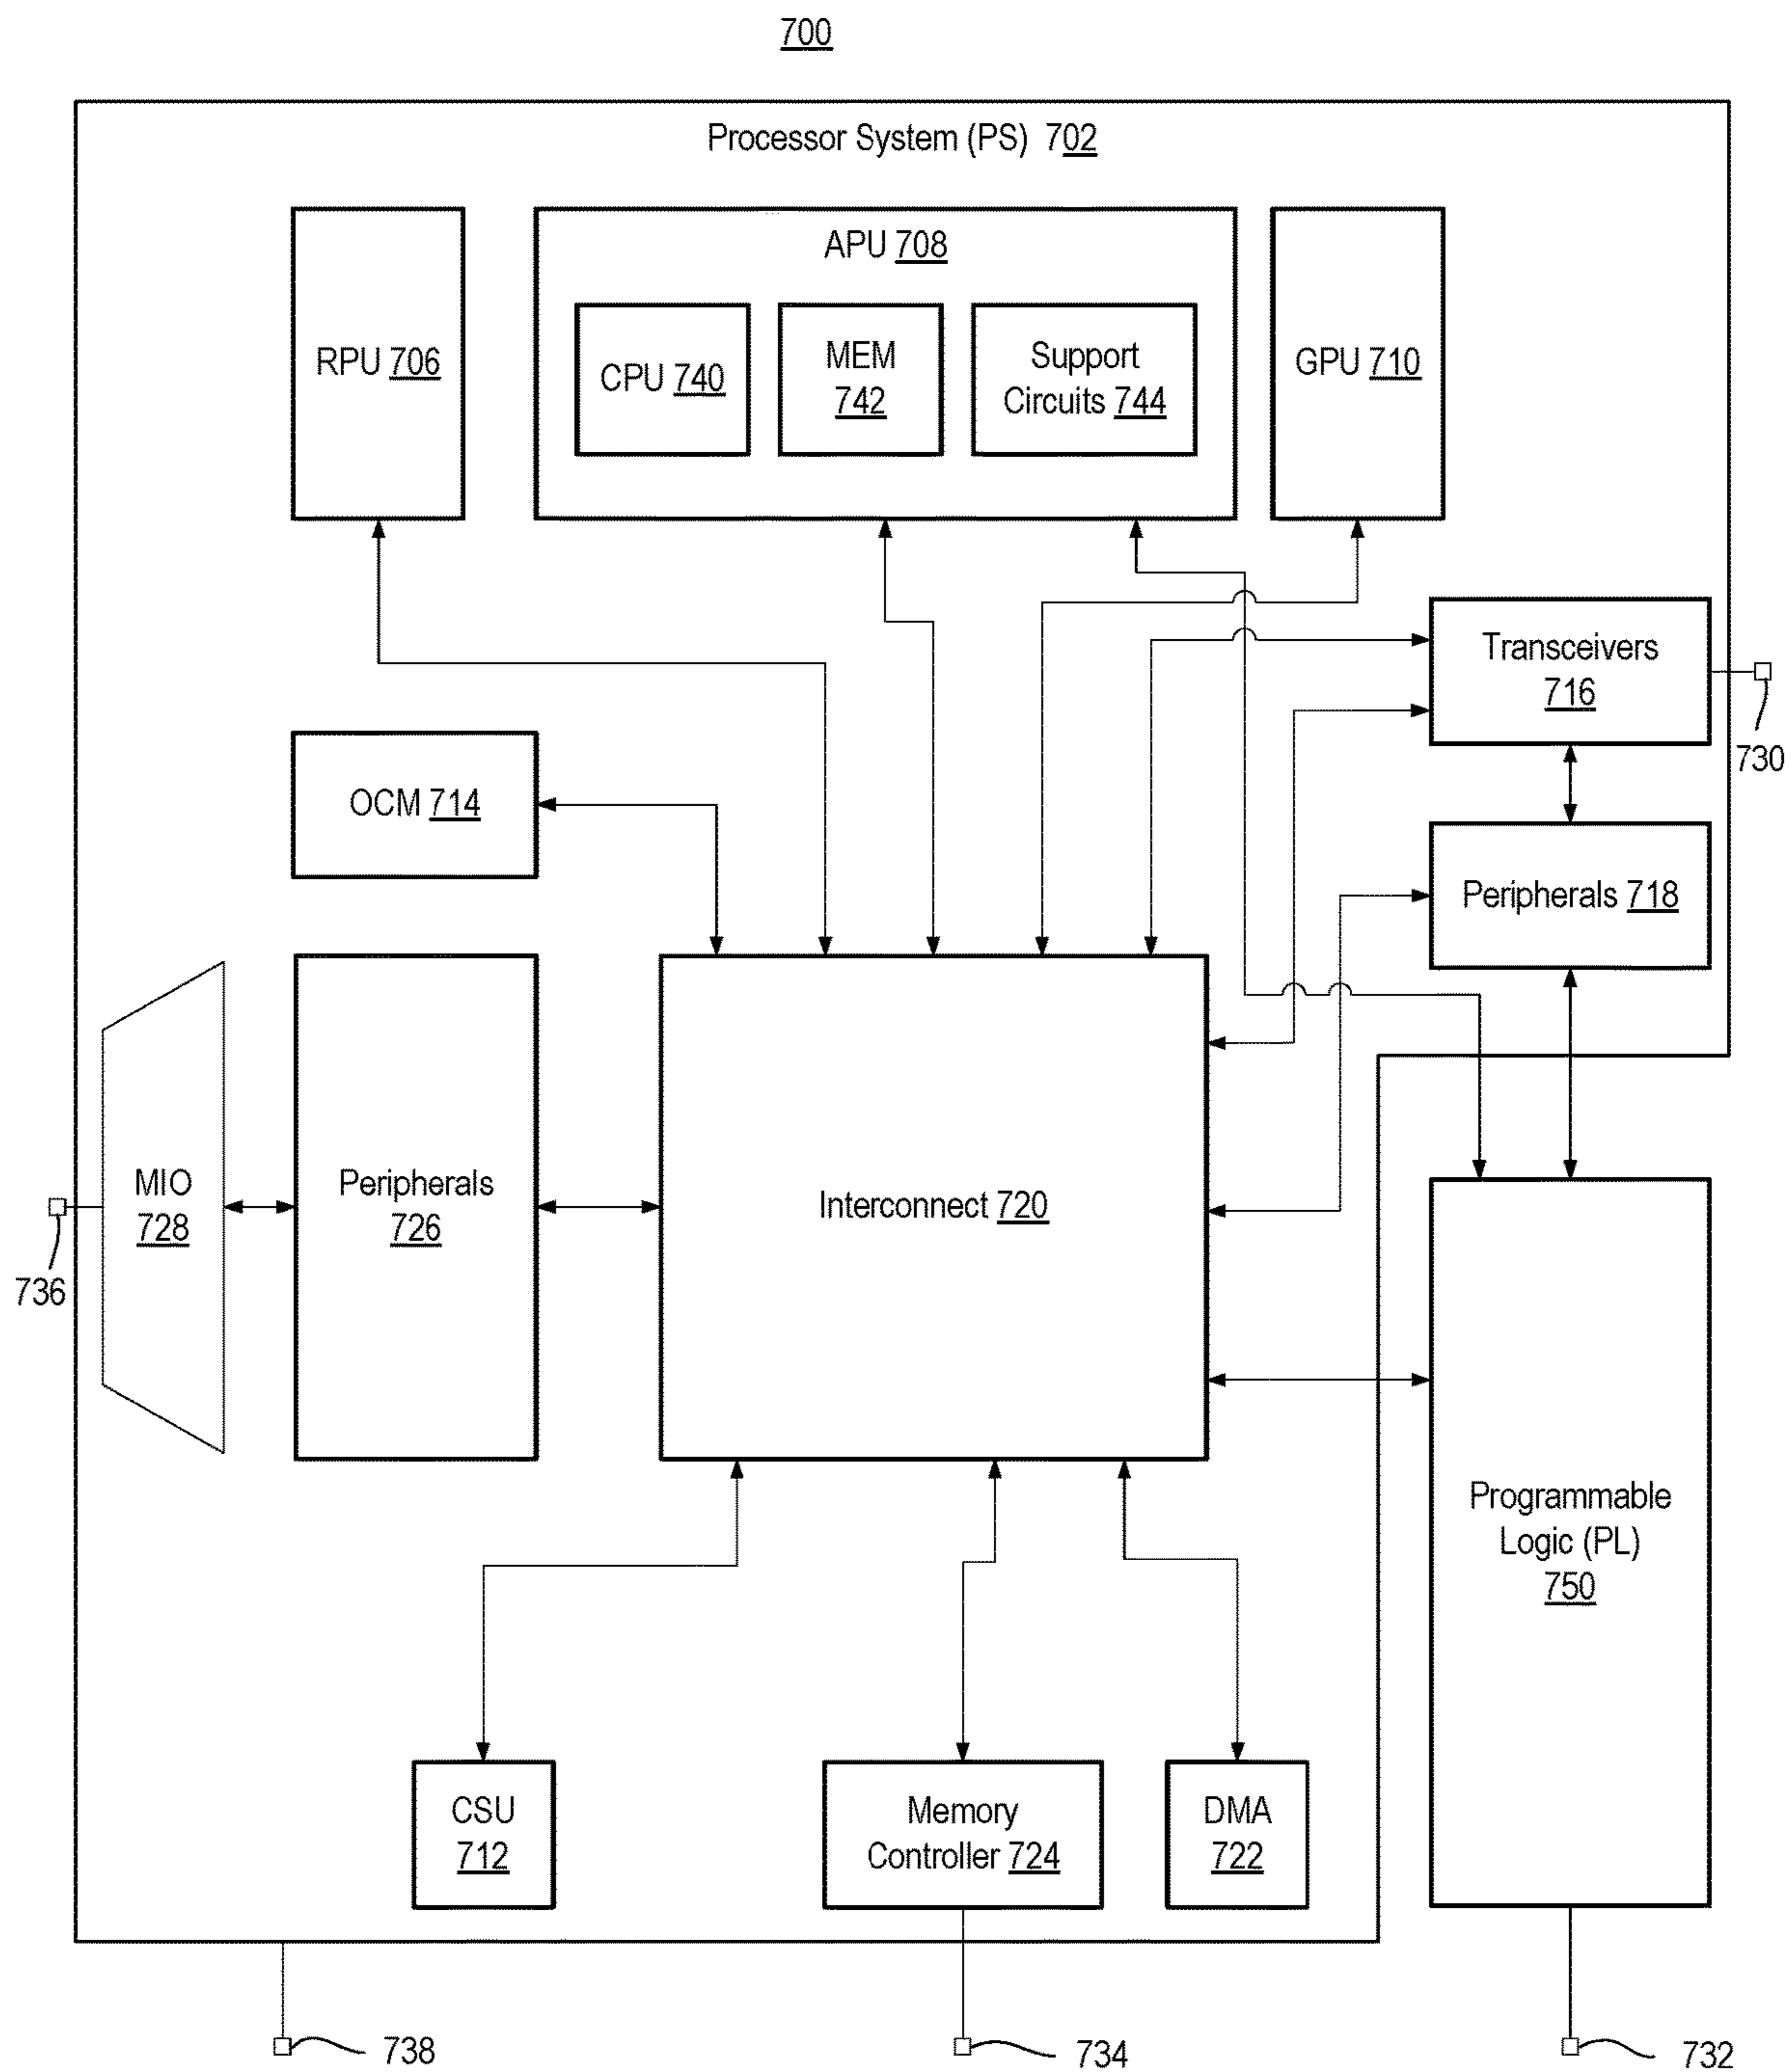 700
Processor System (PS) 702
RPU 706
APU 708
CPU 740
MEM
742
Support
Circuits 744
GPU 710
Transceivers
716
730
OCM 714
Peripherals 718
MIO
728
736
Peripherals
726
Interconnect 720
Programmable
Logic (PL)
750
CSU
712
Memory
Controller 724
DMA
722
738
734
732